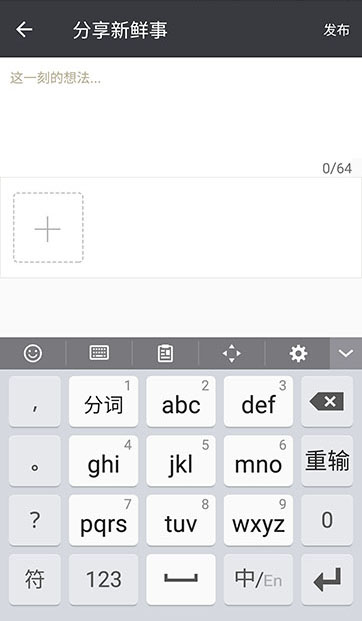 分享新鲜事 发布
这一刻的想法...
0/64
, 分词 1 abc 2 def 3
。 ghi 4 jkl 5 mno 6 重输
? pqrs 7 tuv 8 wxyz 9 0
符 123 中/En